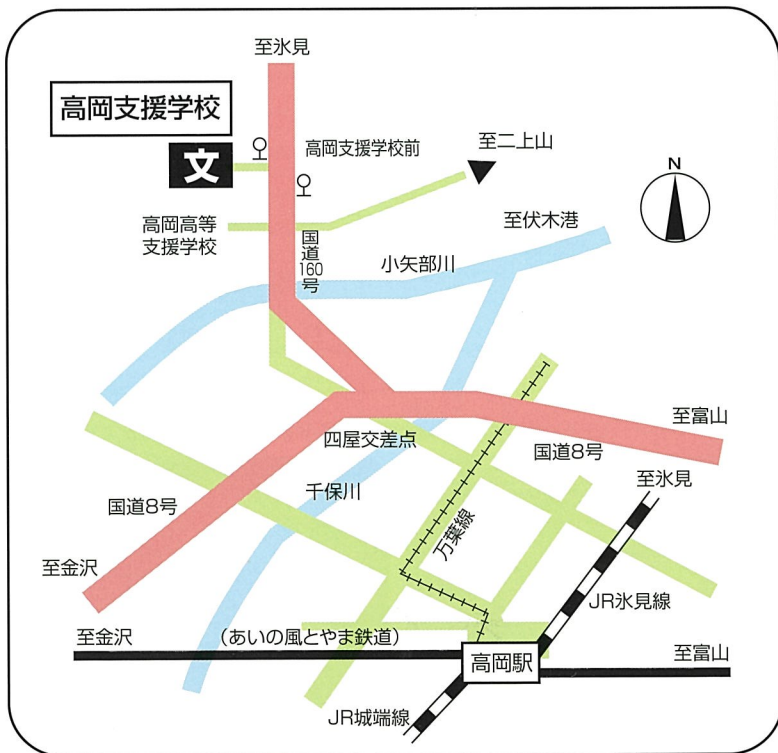 至氷見
高岡支援学校
文
高岡支援学校前
至二上山
N
高岡高等
支援学校
国道160号
至伏木港
小矢部川
四屋交差点
至富山
国道8号
国道8号
千保川
至氷見
万葉線
至金沢
JR氷見線
至金沢
(あいの風とやま鉄道)
高岡駅
至富山
JR城端線